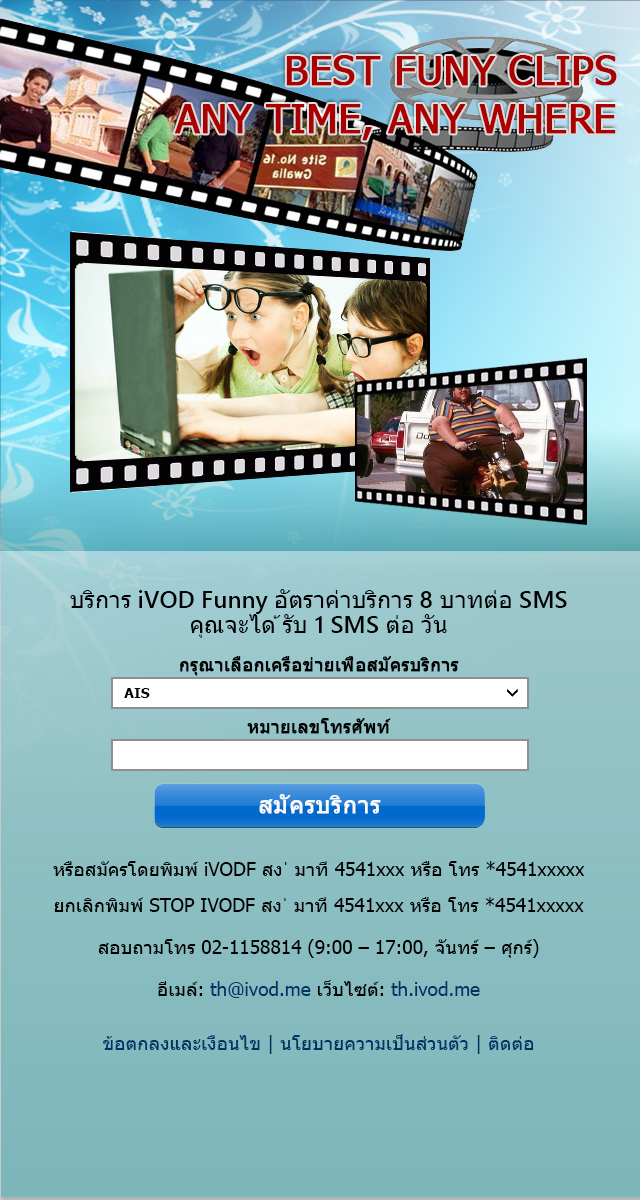 BEST FUNY CLIPS
ANY TIME, ANY WHERE
Site No.16
Gwalia
บริการ iVOD Funny อัตราค่าบริการ 8 บาทต่อ SMS
คุณจะได้รับ 1 SMS ต่อ วัน
กรุณาเลือกเครือข่ายเพื่อสมัครบริการ
AIS
หมายเลขโทรศัพท์
สมัครบริการ
หรือสมัครโดยพิมพ์ iVODF ส่ง มาที่ 4541xxx หรือ โทร *4541xxxxx
ยกเลิกพิมพ์ STOP IVODF ส่ง มาที่ 4541xxx หรือ โทร *4541xxxxx
สอบถามโทร 02-1158814 (9:00 – 17:00, จันทร์ – ศุกร์)
อีเมล์: th@ivod.me เว็บไซต์: th.ivod.me
ข้อตกลงและเงื่อนไข | นโยบายความเป็นส่วนตัว | ติดต่อ